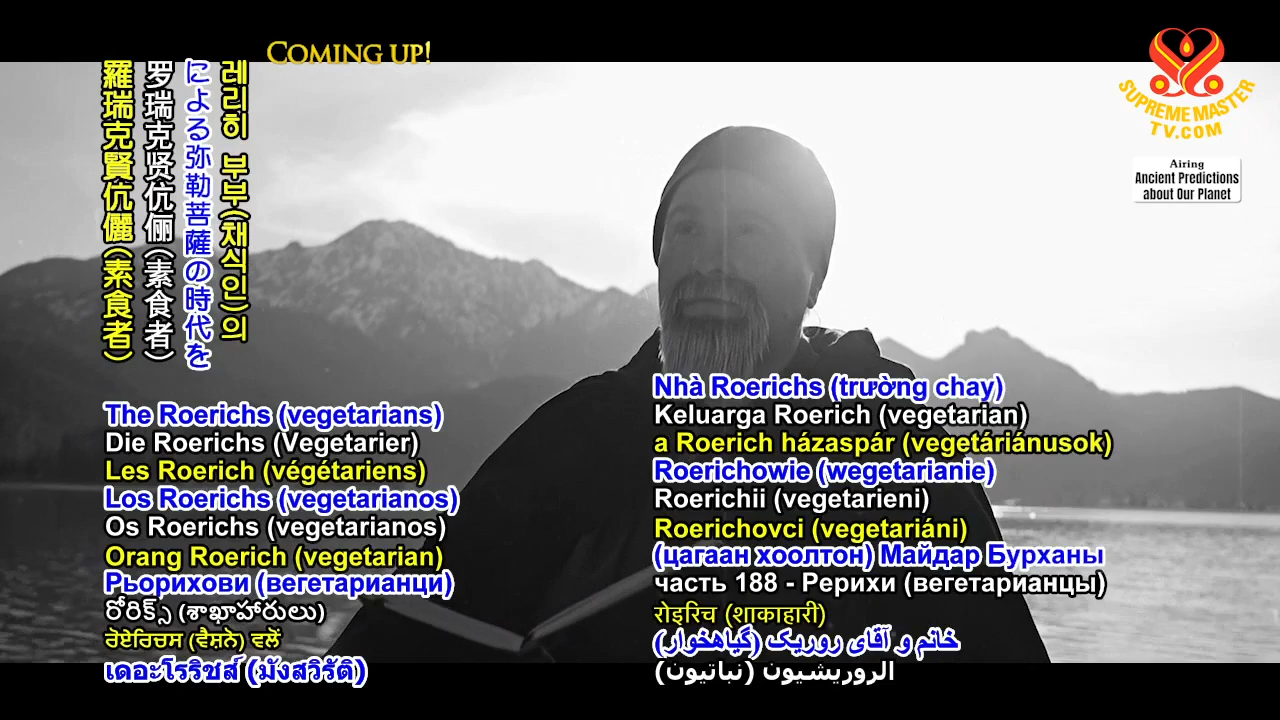 COMING UP!
SUPREME MASTER
TV.COM
Airing
Ancient Predictions
about Our Planet
레리히 부부(채식인)의
による弥勒菩薩の時代を
罗瑞克贤伉俪(素食者)
羅瑞克賢伉儷(素食者)
The Roerichs (vegetarians)
Die Roerichs (Vegetarier)
Les Roerich (végétariens)
Los Roerichs (vegetarianos)
Os Roerichs (vegetarianos)
Orang Roerich (vegetarian)
Рьорихови (вегетарианци)
రోరిక్స్ (శాఖాహారులు)
ਰੋਏਰਿਚਸ (ਵੈਸ਼ਨੋ) ਵਲੋਂ
เดอะโรริชส์ (มังสวิรัติ)
Nhà Roerichs (trường chay)
Keluarga Roerich (vegetarian)
a Roerich házaspár (vegetáriánusok)
Roerichowie (wegetarianie)
Roerichii (vegetarieni)
Roerichovci (vegetariáni)
(цагаан хоолтон) Майдар Бурханы
часть 188 - Рерихи (вегетарианцы)
रोइरिच (शाकाहारी)
خانم و آقای روریک (گیاهخوار)
الروريشيون (نباتيون)